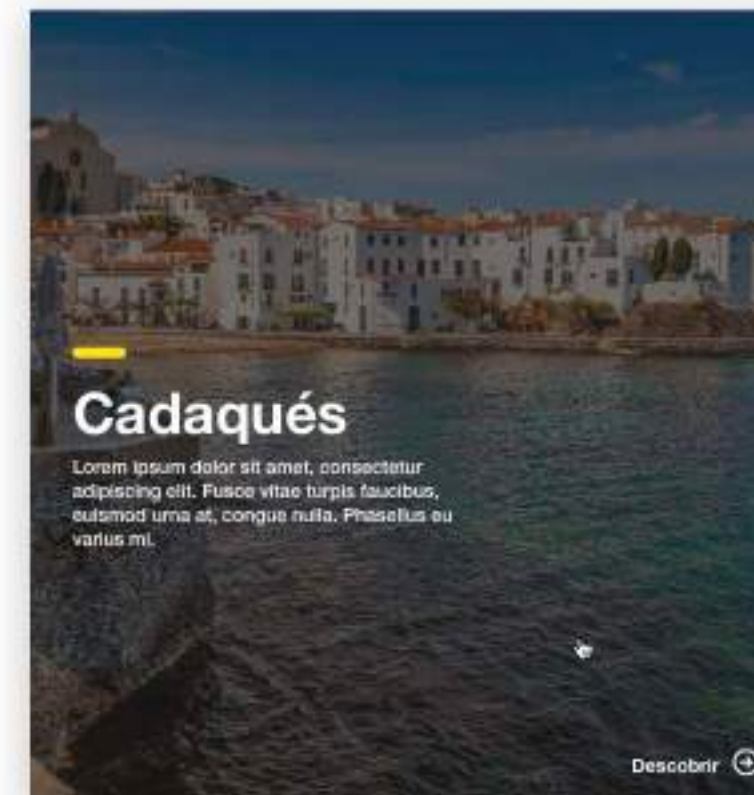 Cadaqués
Lorem ipsum dolor sit amet, consectetur
adipiscing elit. Fusce vitae turpis faucibus,
euismod urna at, congue nulla. Phasellus eu
varius mi.
Descobrir